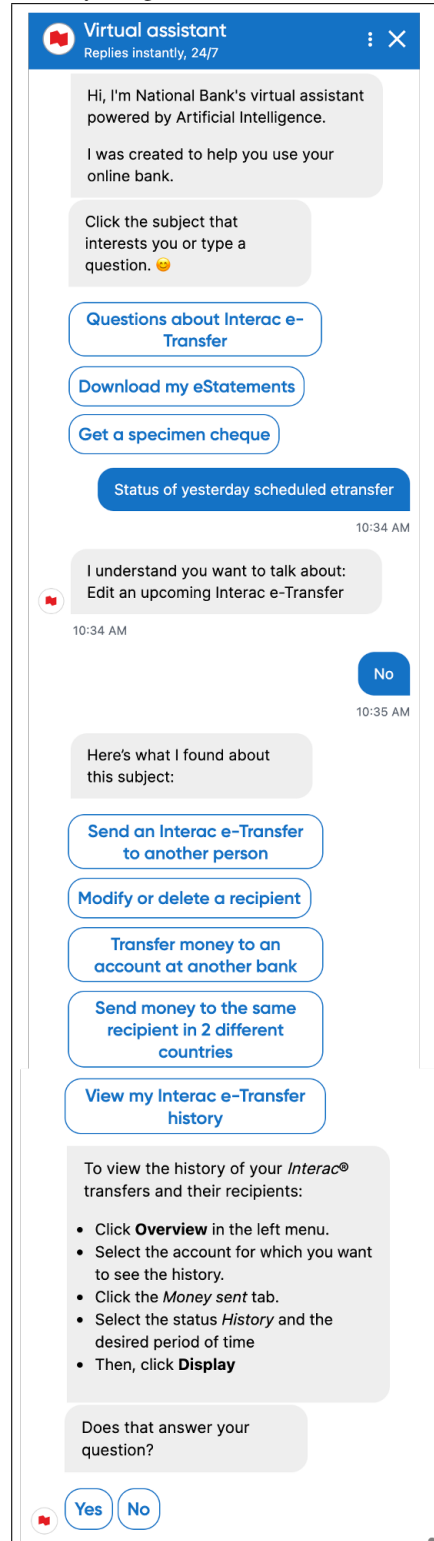 Virtual assistant
Replies instantly, 24/7
Hi, I'm National Bank's virtual assistant
powered by Artificial Intelligence.
I was created to help you use your
online bank.
Click the subject that
interests you or type a
question. 😊
Questions about Interac e-
Transfer
Download my eStatements
Get a specimen cheque
Status of yesterday scheduled etransfer
10:34 AM
I understand you want to talk about:
Edit an upcoming Interac e-Transfer
10:34 AM
No
10:35 AM
Here's what I found about
this subject:
Send an Interac e-Transfer
to another person
Modify or delete a recipient
Transfer money to an
account at another bank
Send money to the same
recipient in 2 different
countries
View my Interac e-Transfer
history
To view the history of your Interac®
transfers and their recipients:
• Click Overview in the left menu.
• Select the account for which you want
to see the history.
• Click the Money sent tab.
• Select the status History and the
desired period of time
• Then, click Display
Does that answer your
question?
Yes No